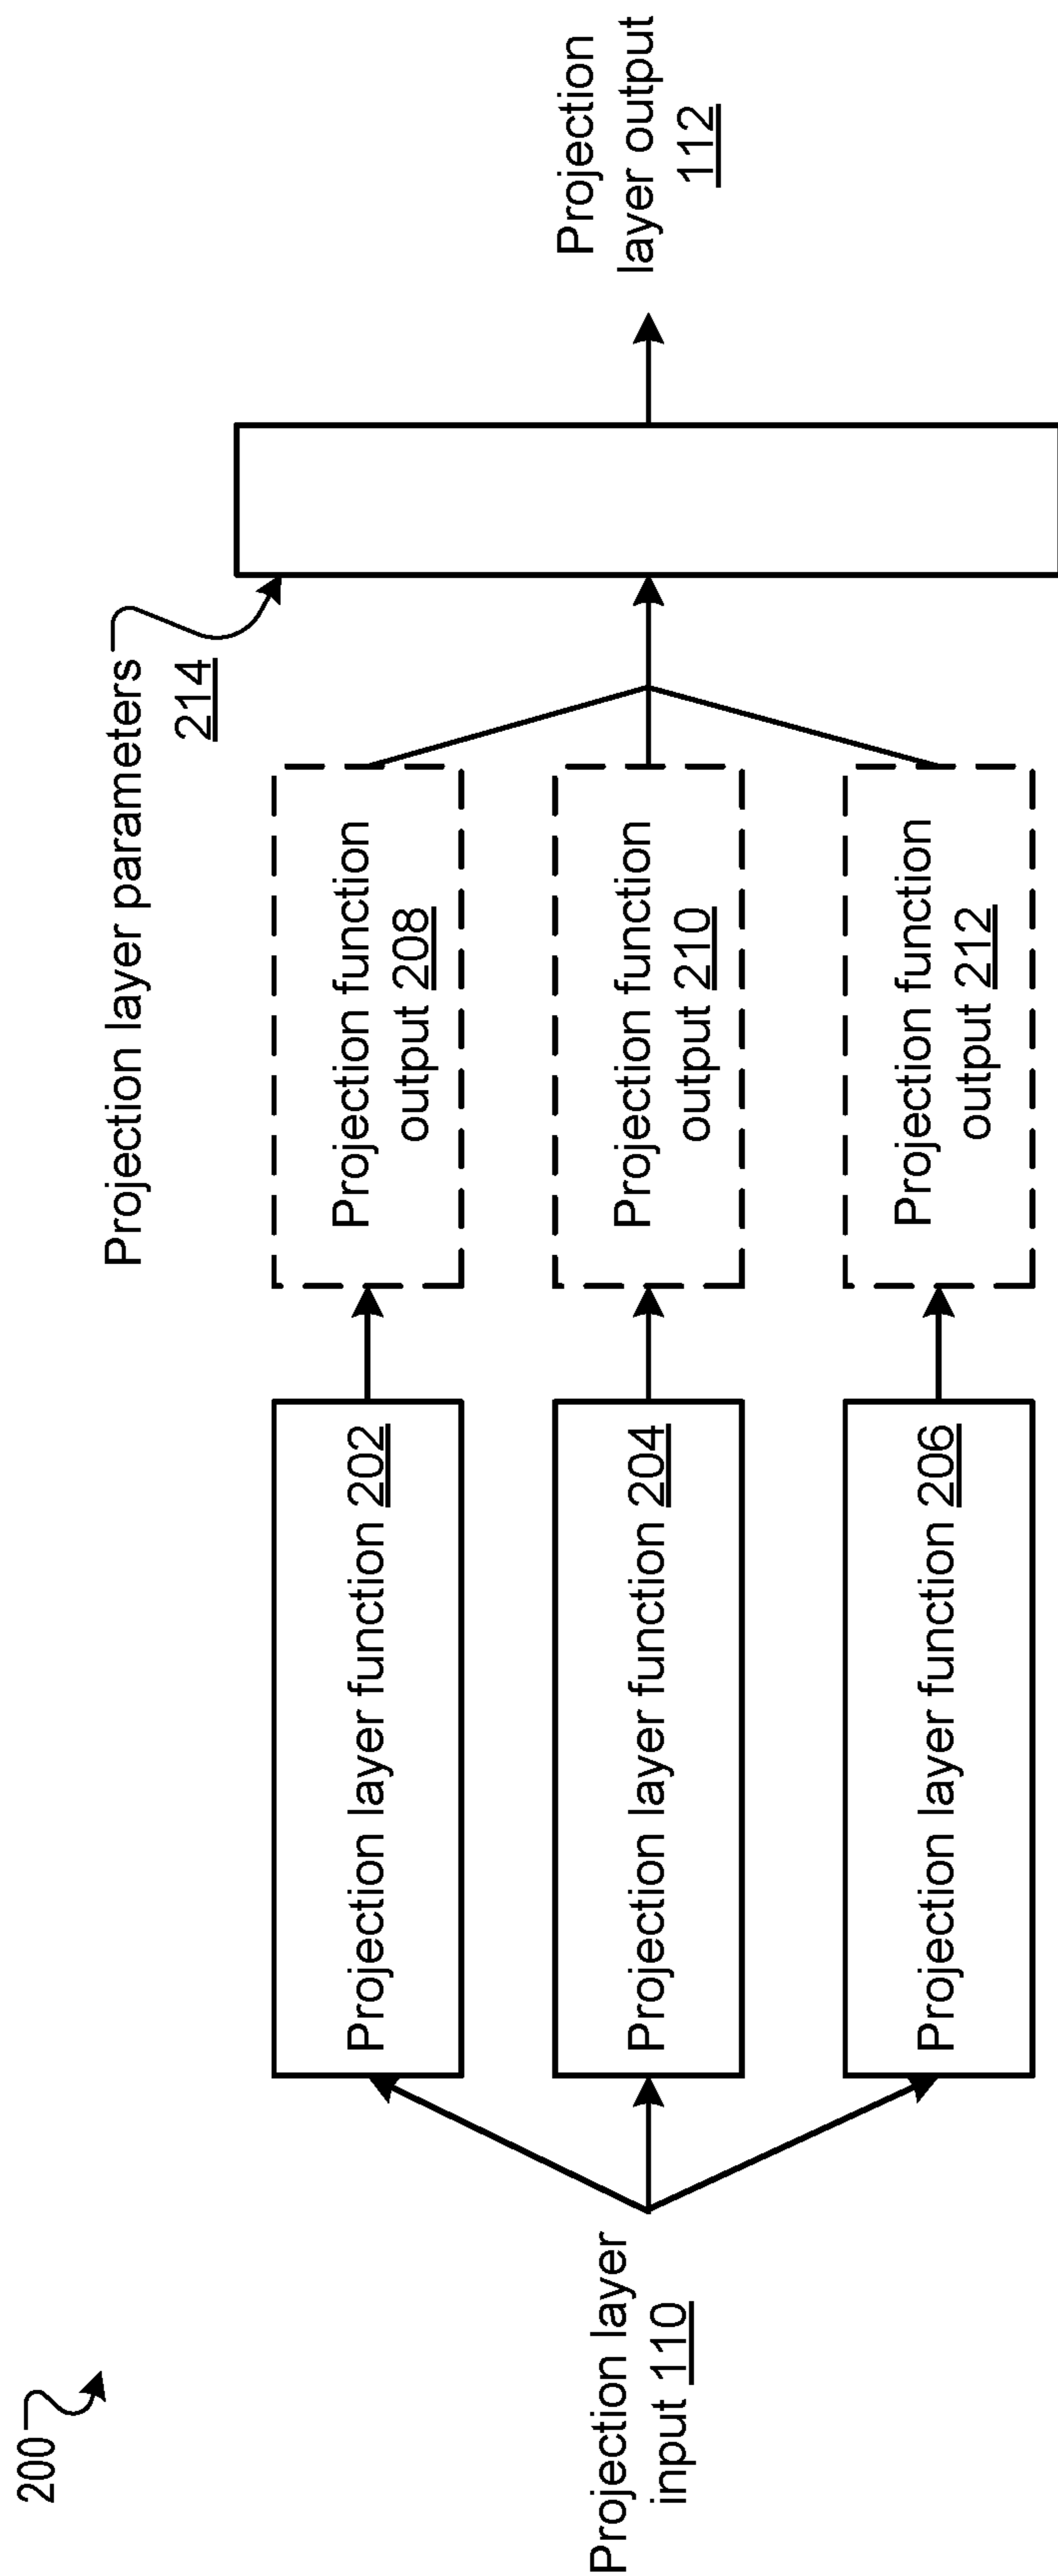 200
Projection layer
input 110
Projection layer function 202
Projection layer function 204
Projection layer function 206
Projection function
output 208
Projection function
output 210
Projection function
output 212
Projection layer parameters
214
Projection
layer output
112